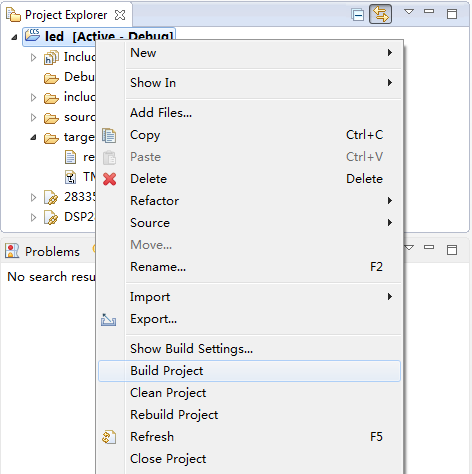 Project Explorer
led [Active - Debug]
New
Includ
Show In
Debu
includ
Add Files...
sourc
Copy Ctrl+C
targe
Paste Ctrl+V
re
Delete Delete
TM
Refactor
28335
Source
DSP2
Move...
Problems
Rename... F2
No search resu
Import
Export...
Show Build Settings...
Build Project
Clean Project
Rebuild Project
Refresh F5
Close Project